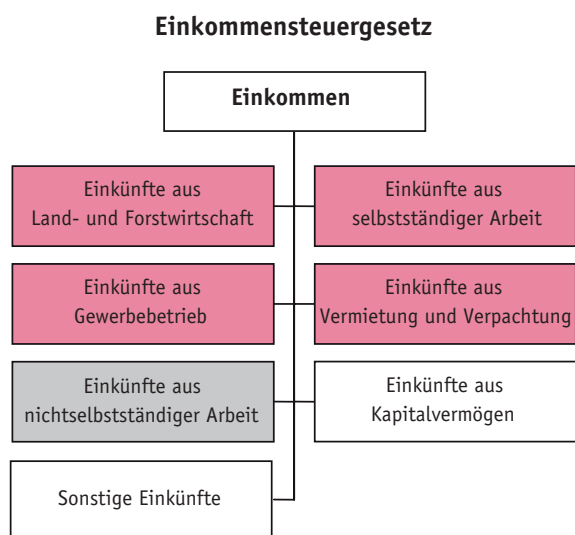 Einkommensteuergesetz
Einkommen
Einkünfte aus
Land- und Forstwirtschaft
Einkünfte aus
selbstständiger Arbeit
Einkünfte aus
Gewerbebetrieb
Einkünfte aus
Vermietung und Verpachtung
Einkünfte aus
nichtselbstständiger Arbeit
Einkünfte aus
Kapitalvermögen
Sonstige Einkünfte